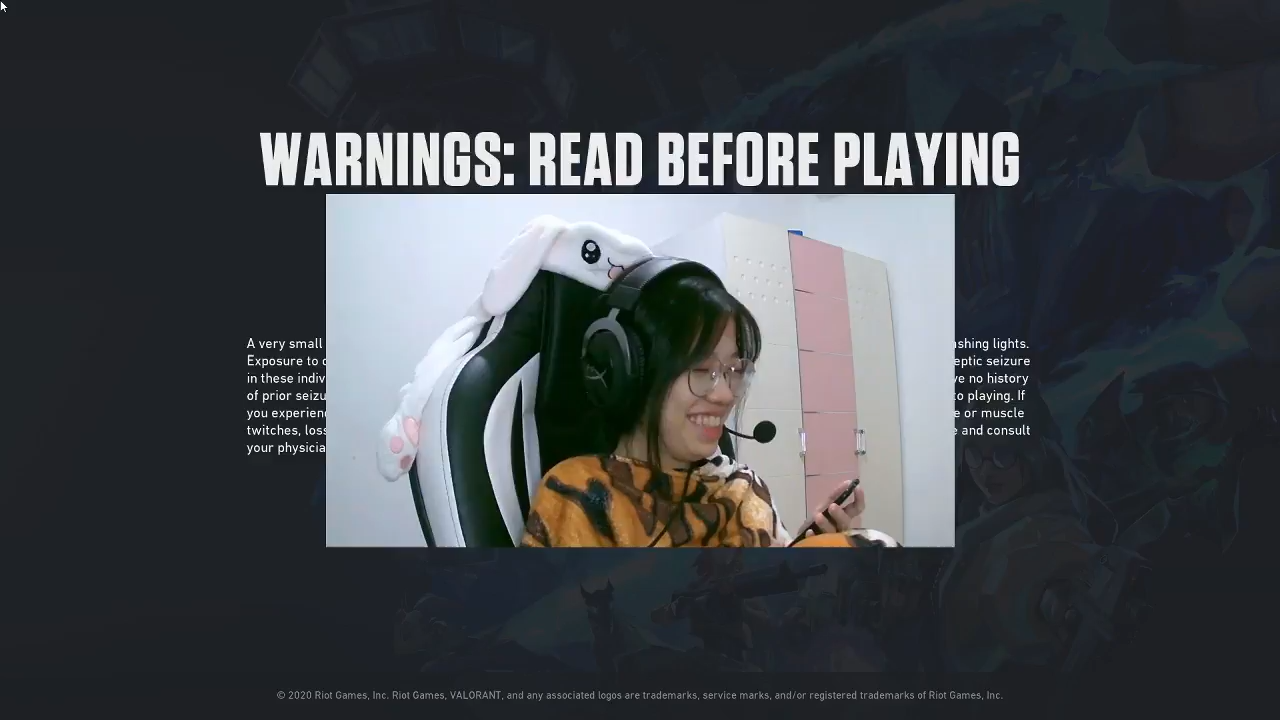 WARNINGS: READ BEFORE PLAYING
A very small ashing lights.
Exposure to eptic seizure
in these indiv ve no history
of prior seizu to playing. If
you experien e or muscle
twitches, loss e and consult
your physicia
© 2020 Riot Games, Inc. Riot Games, VALORANT, and any associated logos are trademarks, service marks, and/or registered trademarks of Riot Games, Inc.